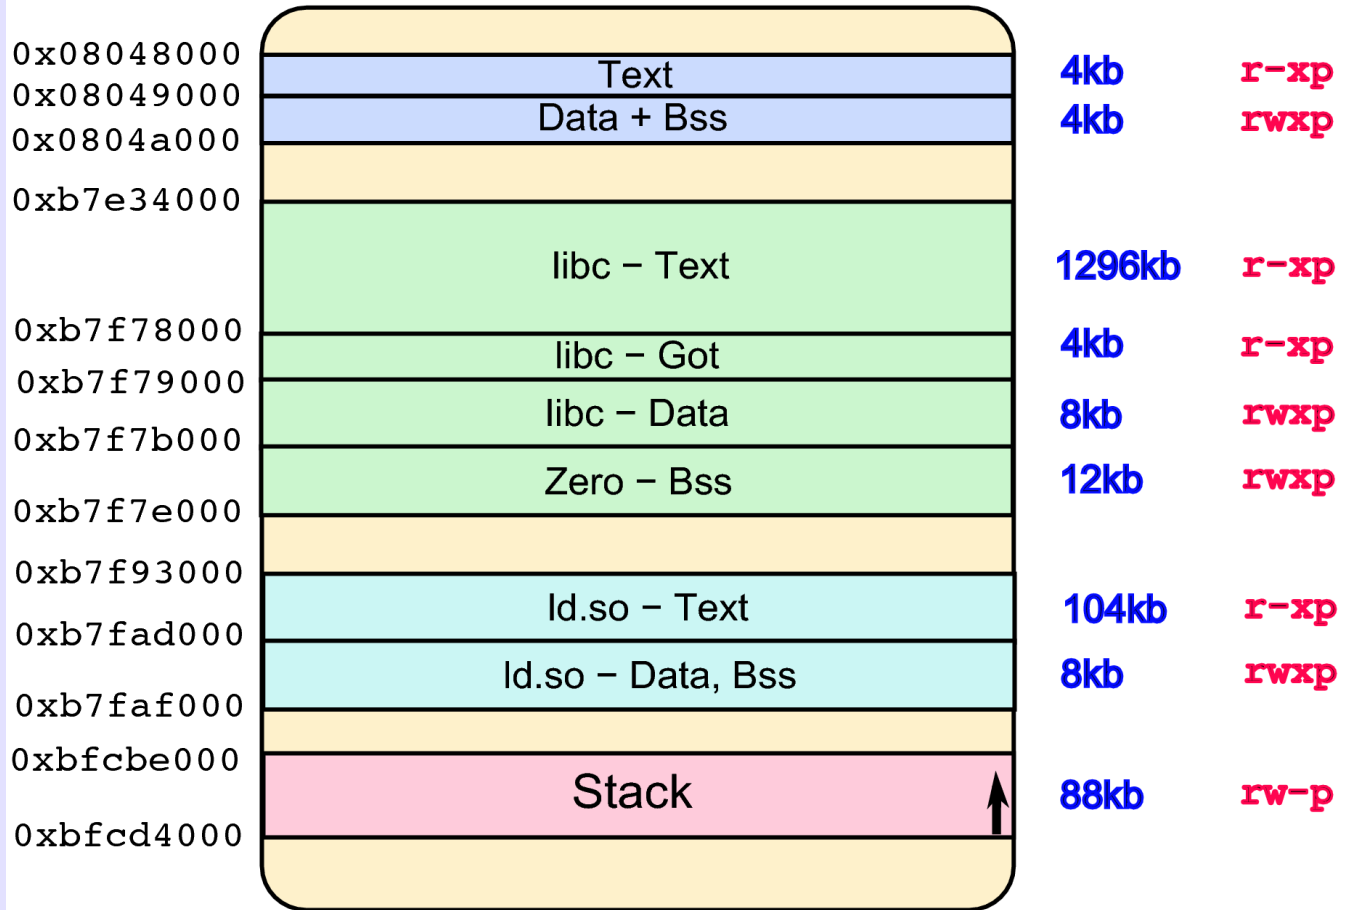 0x08048000
Text 4kb r-xp
0x08049000
Data + Bss 4kb rwxp
0x0804a000
0xb7e34000
libc − Text 1296kb r-xp
0xb7f78000
libc − Got 4kb r-xp
0xb7f79000
libc − Data 8kb rwxp
0xb7f7b000
Zero − Bss 12kb rwxp
0xb7f7e000
0xb7f93000
ld.so − Text 104kb r-xp
0xb7fad000
ld.so − Data, Bss 8kb rwxp
0xb7faf000
0xbfcbe000
Stack 88kb rw-p
0xbfcd4000